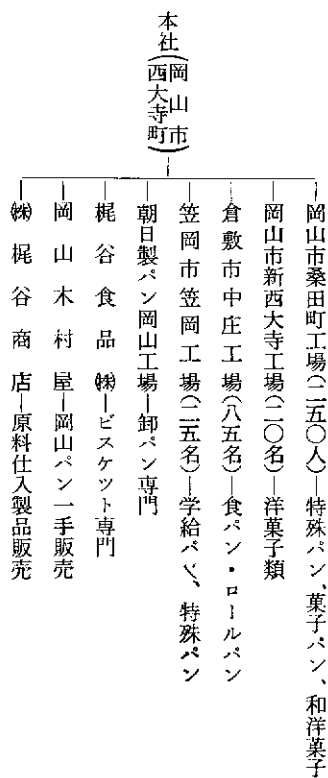 本社(岡山市西大寺町)
岡山市桑田町工場(二五〇人)―特殊パン、菓子パン、和洋菓子
岡山市新西大寺工場(二〇名)―洋菓子類
倉敷市中庄工場(八五名)―食パン・ロールパン
笠岡市笠岡工場(二五名)―学給パン、特殊パン
朝日製パン岡山工場―卸パン専門
梶谷食品㈱―ビスケット専門
岡山木村屋―岡山パン一手販売
㈱梶谷商店―原料仕入製品販売